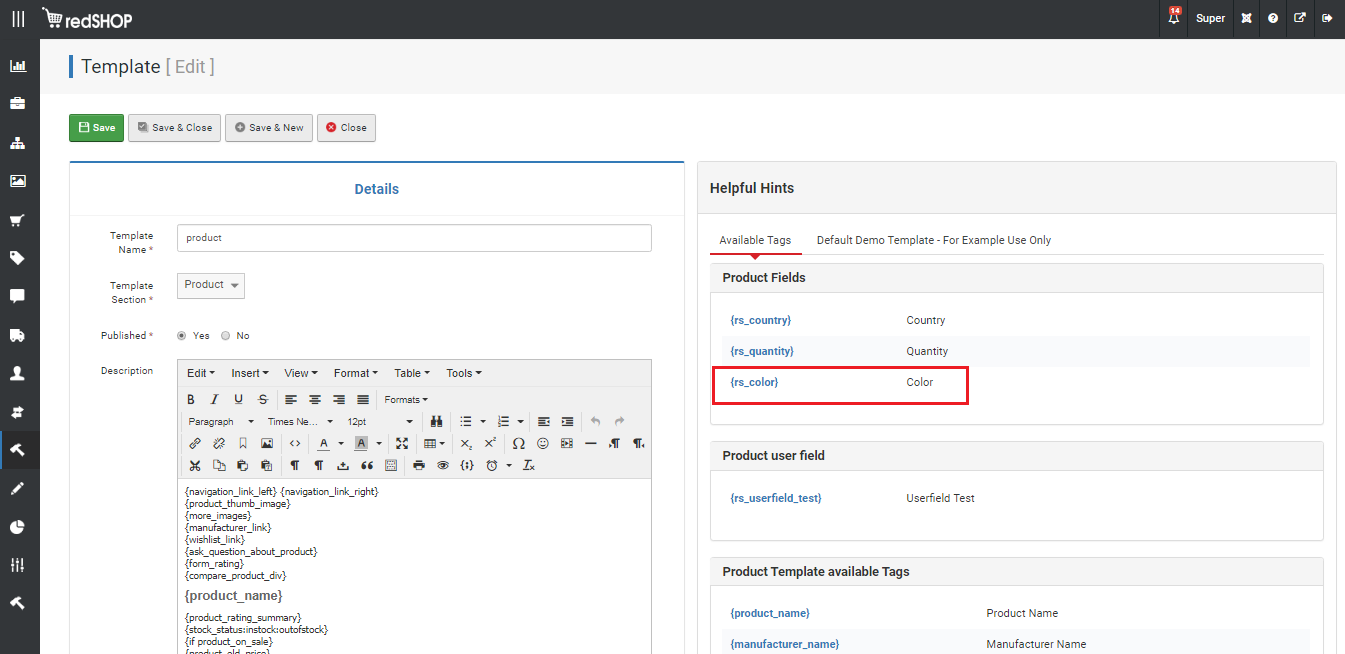 redSHOP
14
Super
Template [ Edit ]
Save
Save & Close
Save & New
Close
Details
Template Name *
product
Template Section *
Product
Published *
Yes
No
Description
Edit
Insert
View
Format
Table
Tools
B I U S
Formats
Paragraph
Times Ne...
12pt
{navigation_link_left} {navigation_link_right}
{product_thumb_image}
{more_images}
{manufacturer_link}
{wishlist_link}
{ask_question_about_product}
{form_rating}
{compare_product_div}
{product_name}
{product_rating_summary}
{stock_status:instock:outofstock}
{if product_on_sale}
{product_old_price}
Helpful Hints
Available Tags
Default Demo Template - For Example Use Only
Product Fields
{rs_country} Country
{rs_quantity} Quantity
{rs_color} Color
Product user field
{rs_userfield_test} Userfield Test
Product Template available Tags
{product_name} Product Name
{manufacturer_name} Manufacturer Name